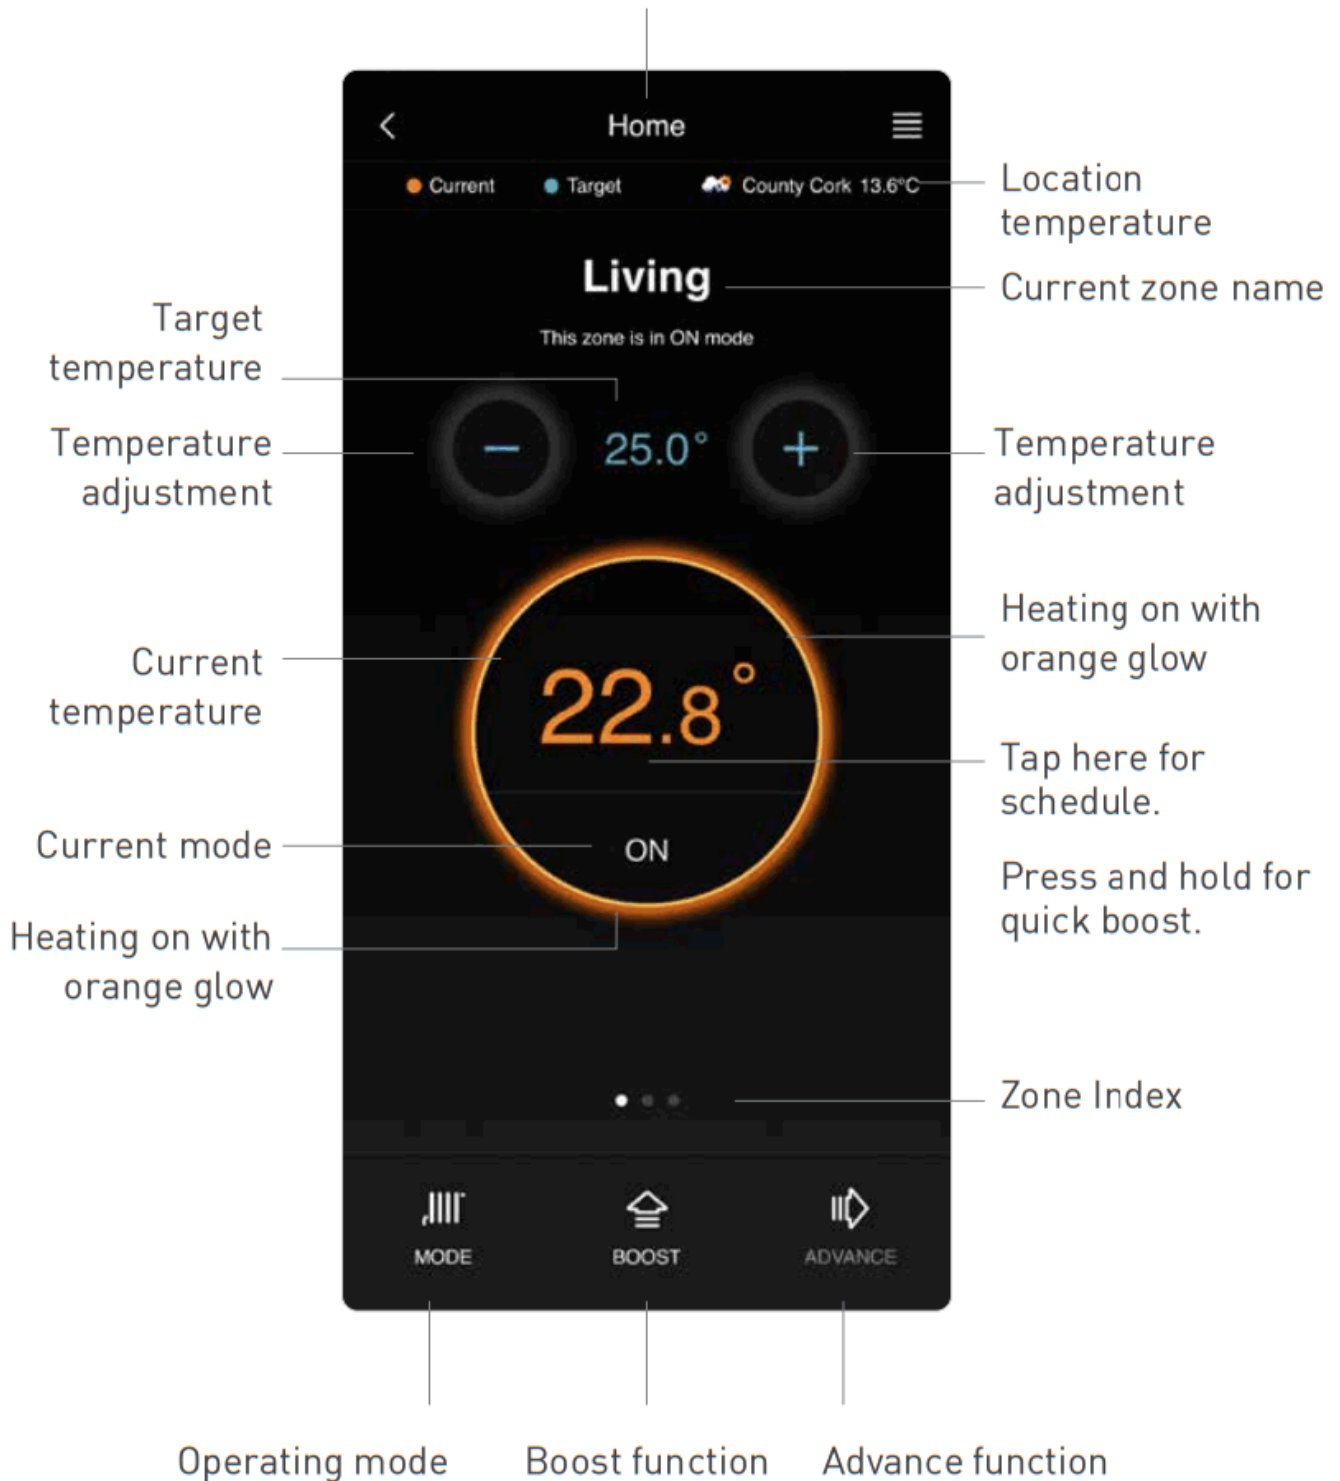 Home
Current
Target
County Cork 13.6°C
Location
temperature
Living
Current zone name
This zone is in ON mode
Target
temperature
Temperature
adjustment
− 25.0° +
Temperature
adjustment
Heating on with
orange glow
Current
temperature
22.8°
Tap here for
schedule.
Current mode
ON
Press and hold for
quick boost.
Heating on with
orange glow
Zone Index
MODE
BOOST
ADVANCE
Operating mode
Boost function
Advance function